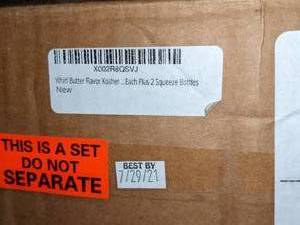 X002R8QSVJ
Whirl Butter Flavor Kosher ...Each Plus 2 Squeeze Bottles
New
THIS IS A SET
DO NOT
SEPARATE
BEST BY
7/29/21